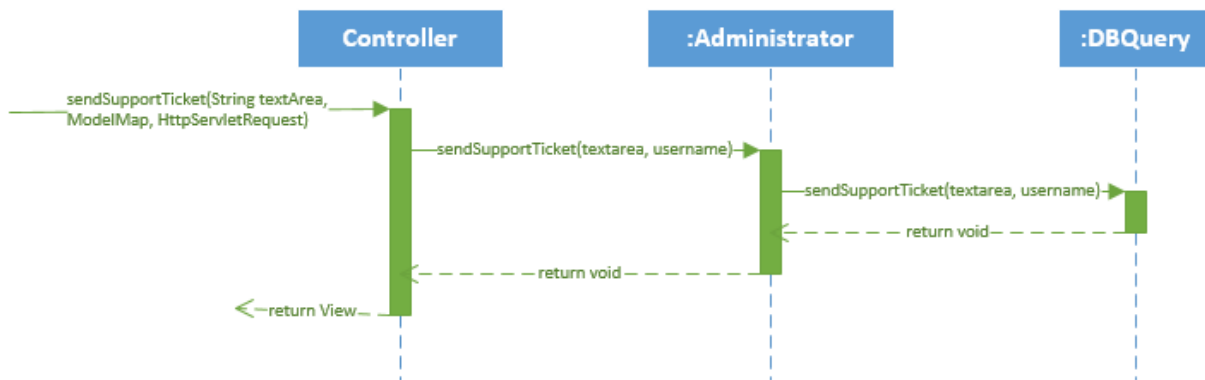 Controller
:Administrator
:DBQuery
sendSupportTicket(String textArea,
ModelMap, HttpServletRequest)
sendSupportTicket(textarea, username)
sendSupportTicket(textarea, username)
return void
return void
return View